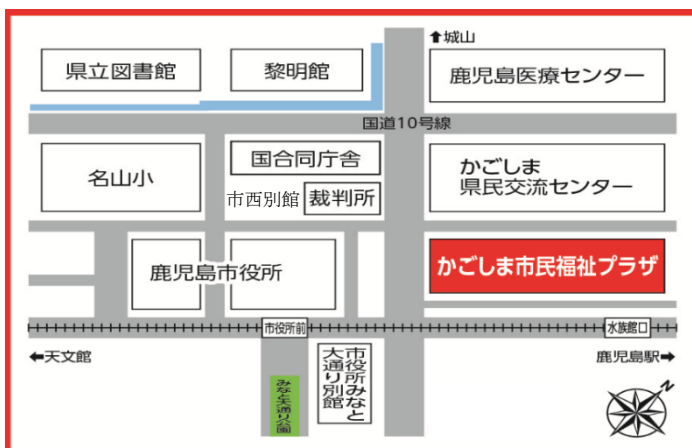 ⬆城山
県立図書館
黎明館
鹿児島医療センター
国道10号線
名山小
国合同庁舎
市西別館
裁判所
かごしま
県民交流センター
鹿児島市役所
かごしま市民福祉プラザ
市役所前
水族館口
⬅天文館
鹿児島駅➡
市役所みなと
大通り別館
みなと大通り公園
N